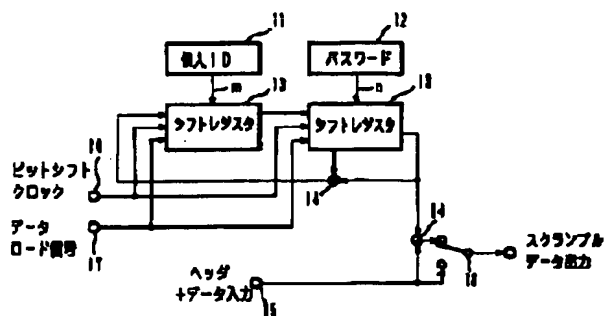 11
12
個人ID
パスワード
m
n
13
シフトレジスタ
シフトレジスタ
ビットシフト
クロック
14
データ
ロード信号
17
14
スクランブル
データ出力
ヘッダ
+データ入力
15